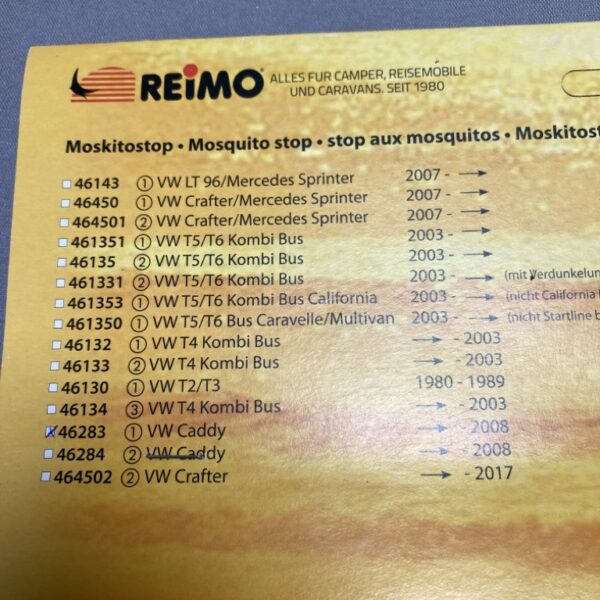 REIMO® ALLES FÜR CAMPER, REISEMOBILE
UND CARAVANS. SEIT 1980
Moskitostop • Mosquito stop • stop aux mosquitos • Moskitost
46143 ① VW LT 96/Mercedes Sprinter 2007 - →
46450 ① VW Crafter/Mercedes Sprinter 2007 - →
464501 ② VW Crafter/Mercedes Sprinter 2007 - →
461351 ① VW T5/T6 Kombi Bus 2003 - →
46135 ② VW T5/T6 Kombi Bus 2003 - →
461331 ② VW T5/T6 Kombi Bus 2003 - → (mit Verdunkelun
461353 ① VW T5/T6 Kombi Bus California 2003 - → (nicht California
461350 ① VW T5/T6 Bus Caravelle/Multivan 2003 - → (nicht Startline b
46132 ① VW T4 Kombi Bus → - 2003
46133 ② VW T4 Kombi Bus → - 2003
46130 ① VW T2/T3 1980 - 1989
46134 ③ VW T4 Kombi Bus → - 2003
46283 ① VW Caddy → - 2008
46284 ② VW Caddy → - 2008
464502 ② VW Crafter → - 2017